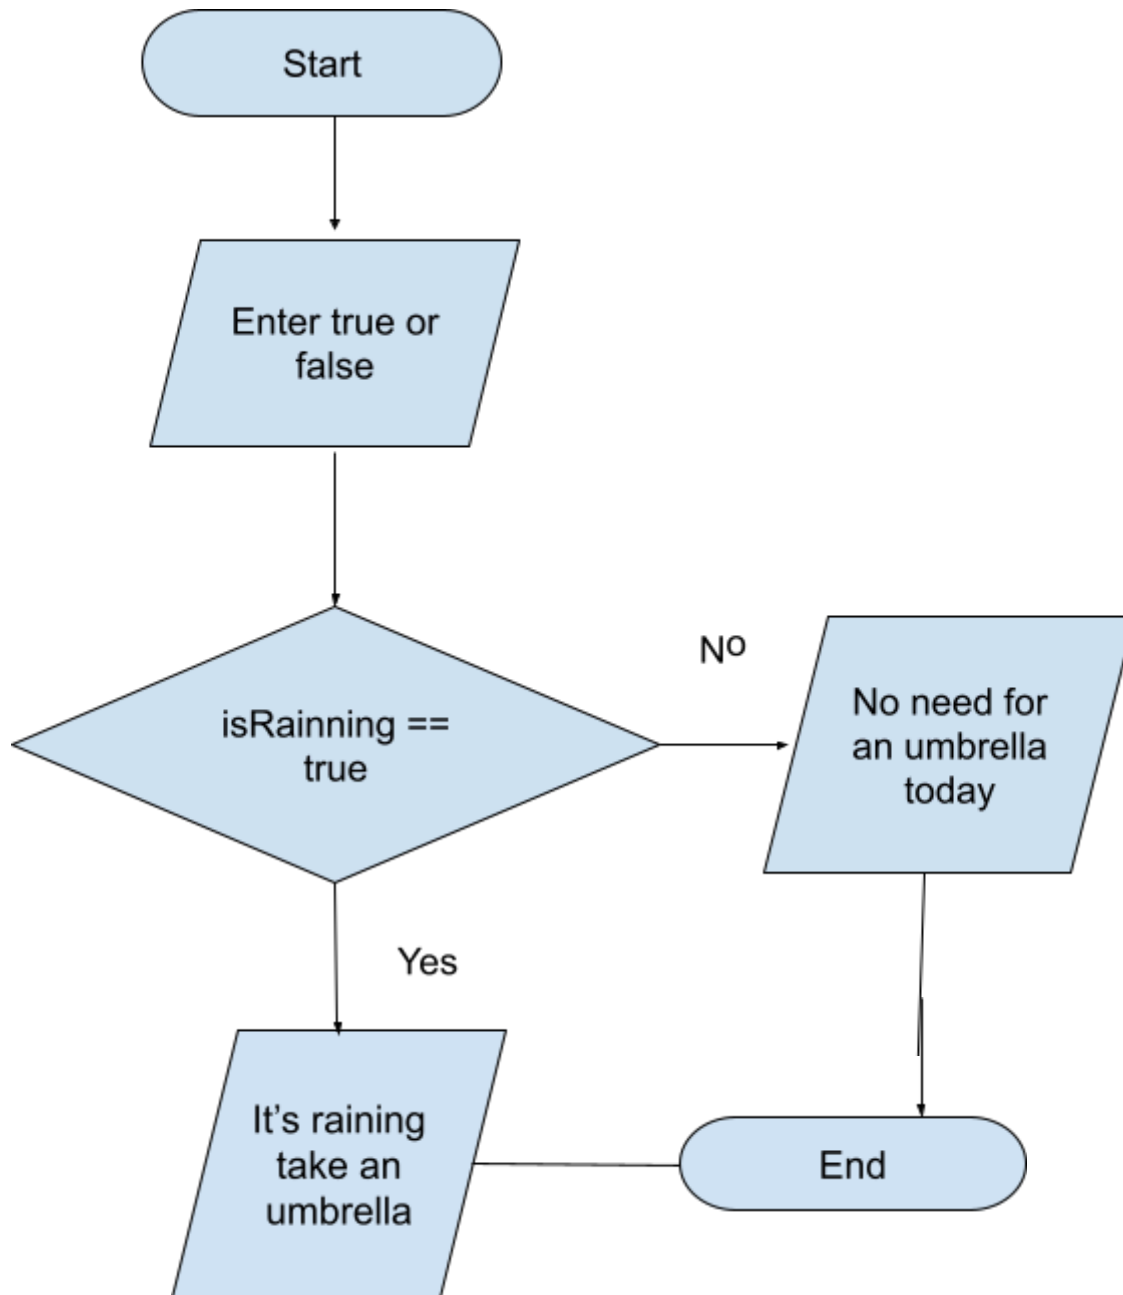 Start
Enter true or
false
isRainning ==
true
No
No need for
an umbrella
today
Yes
It’s raining
take an
umbrella
End